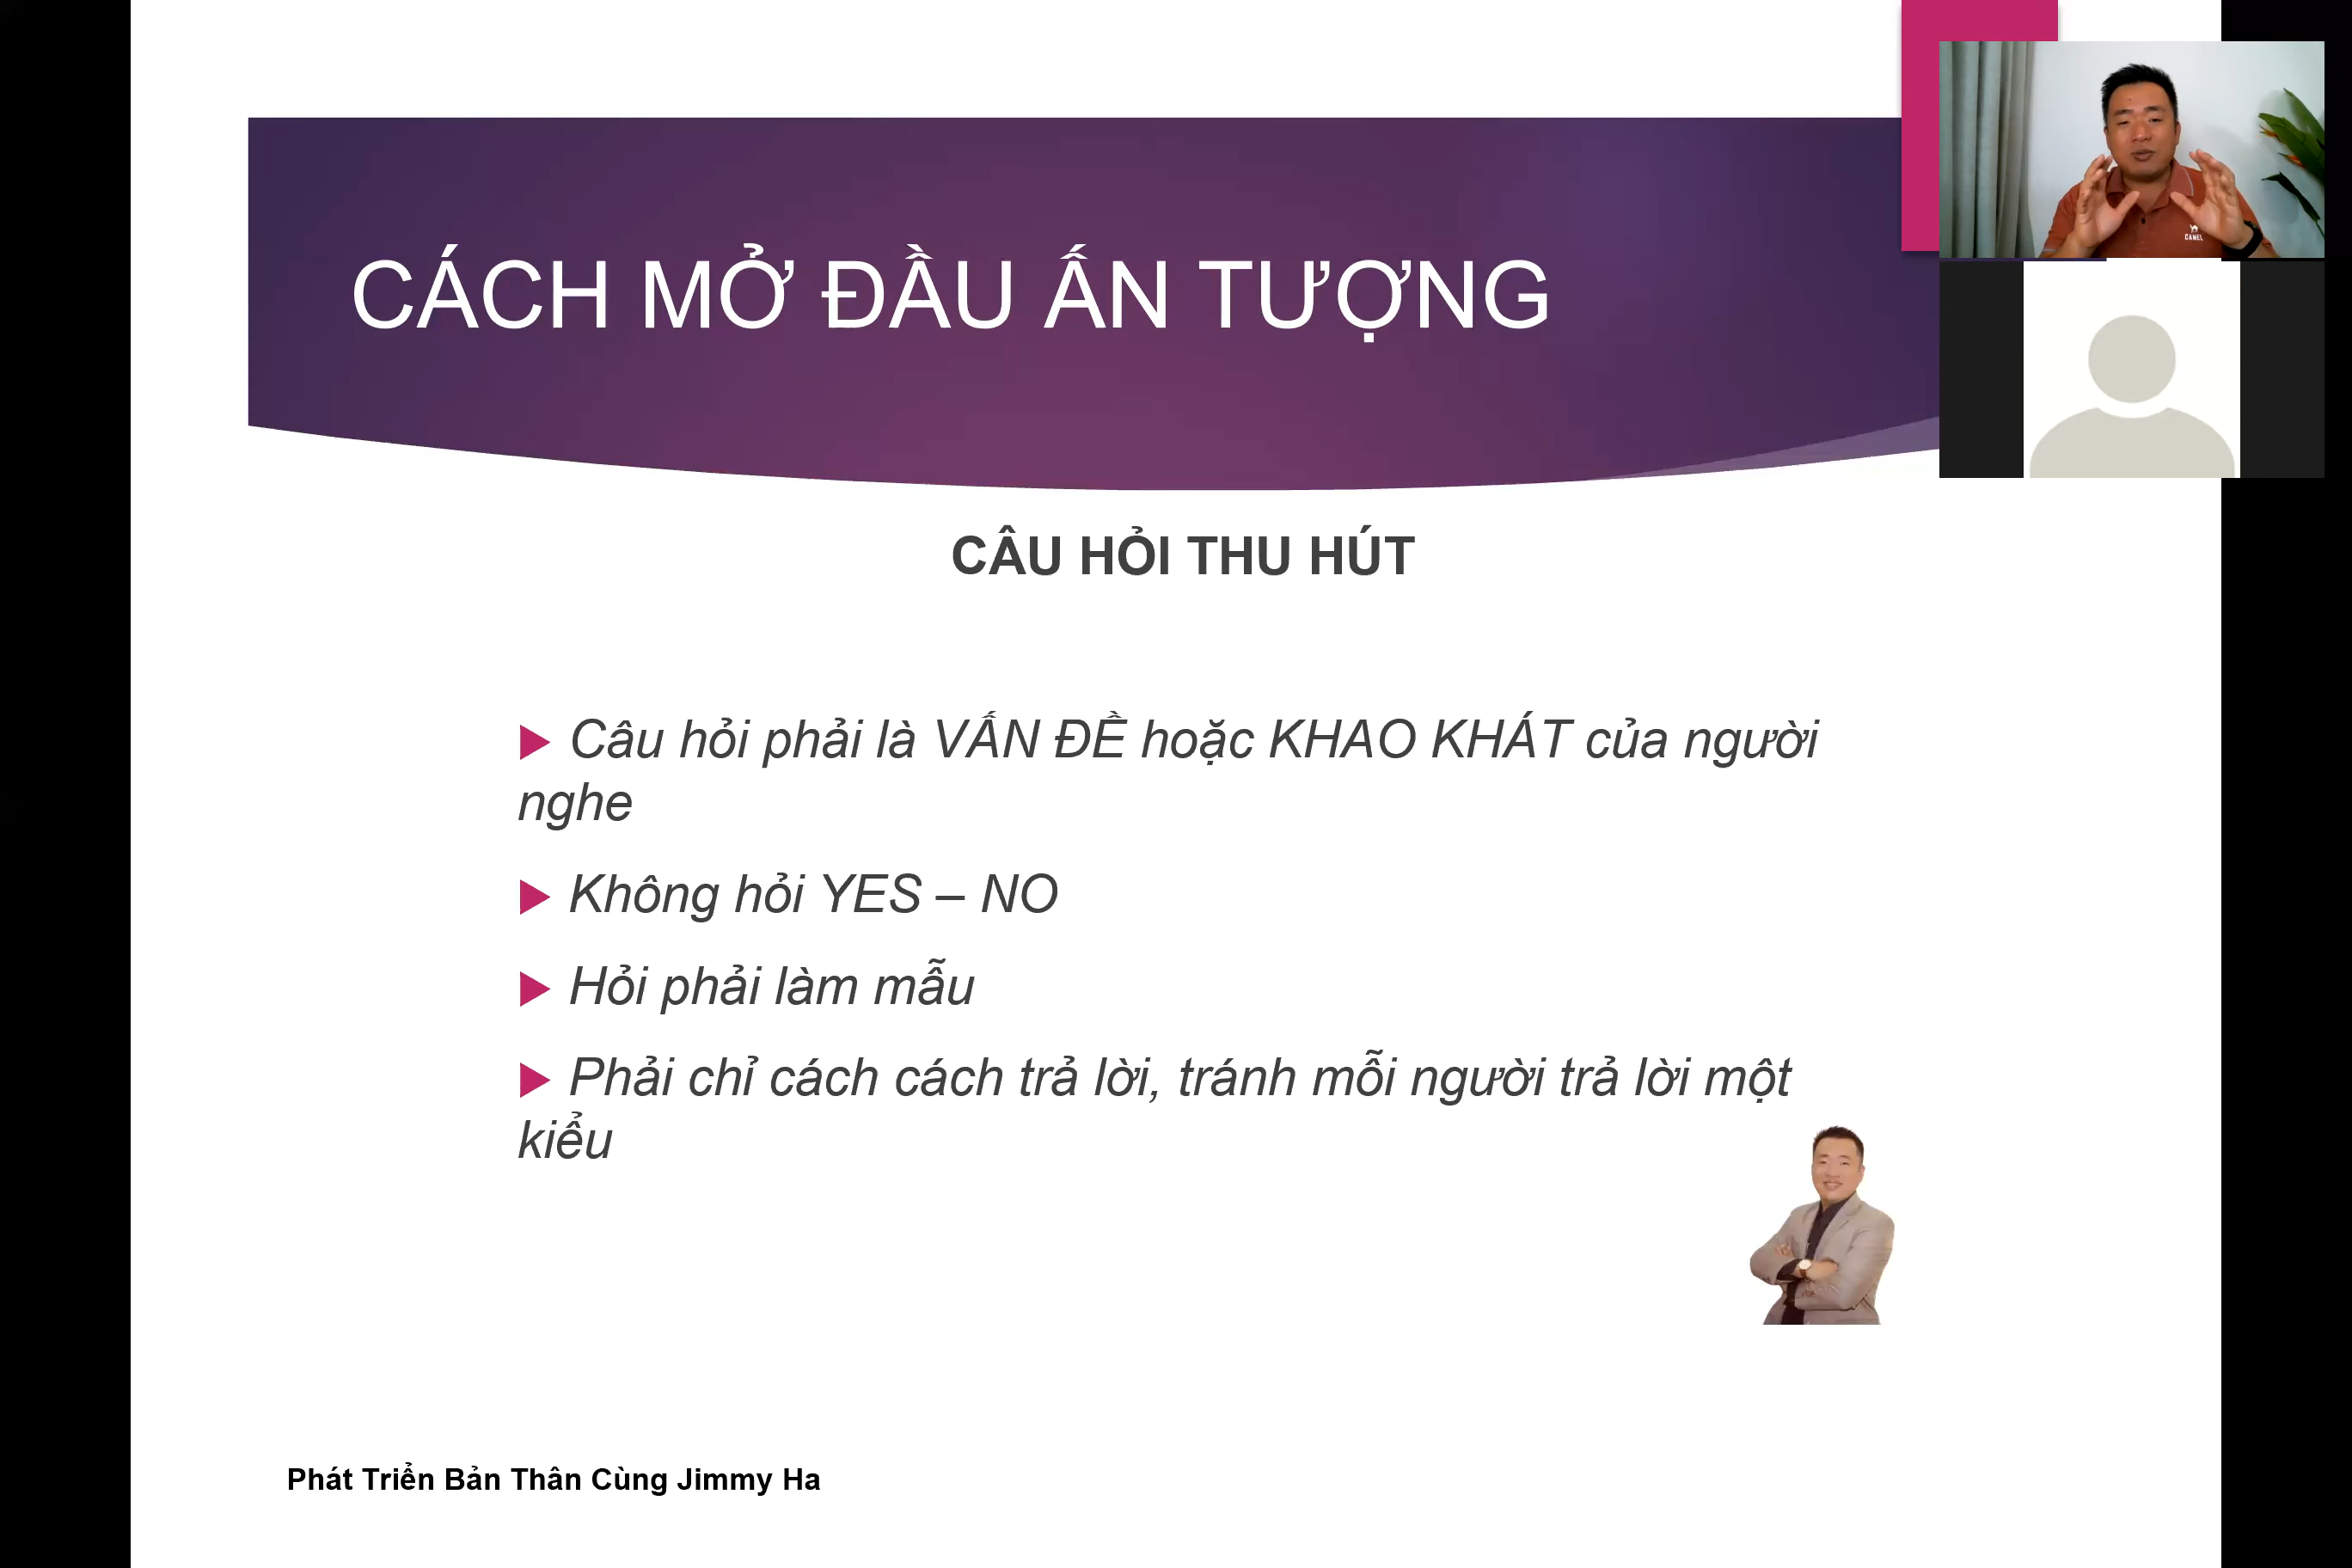 CÁCH MỞ ĐẦU ẤN TƯỢNG
CAMEL
CÂU HỎI THU HÚT
Câu hỏi phải là VẤN ĐỀ hoặc KHAO KHÁT của người
nghe
Không hỏi YES – NO
Hỏi phải làm mẫu
Phải chỉ cách cách trả lời, tránh mỗi người trả lời một
kiểu
Phát Triển Bản Thân Cùng Jimmy Ha